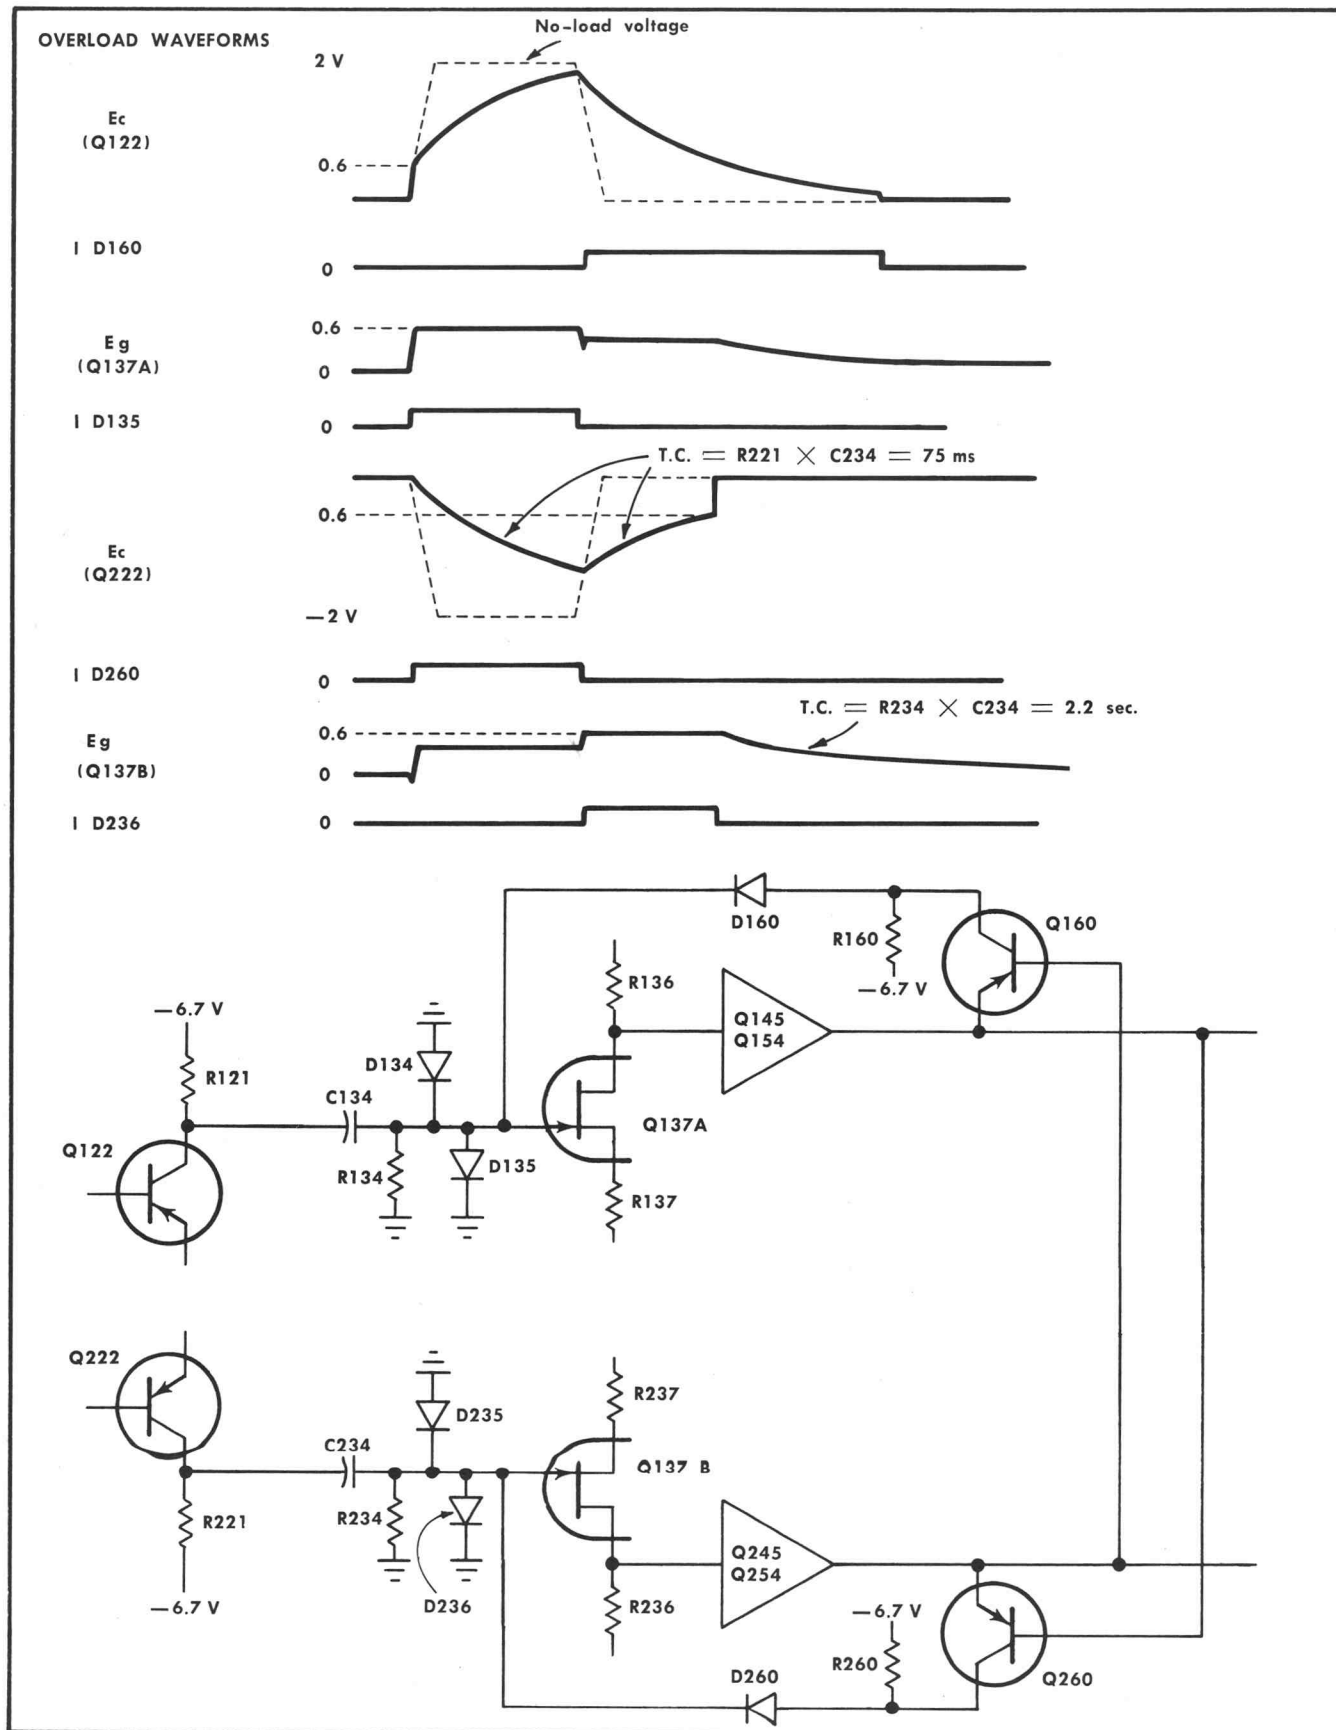 OVERLOAD WAVEFORMS
No-load voltage
2 V
Ec
(Q122)
0.6
I D160
0
0.6
Eg
(Q137A)
0
I D135
0
T.C. = R221 × C234 = 75 ms
0.6
Ec
(Q222)
—2 V
I D260
0
T.C. = R234 × C234 = 2.2 sec.
0.6
Eg
(Q137B)
0
I D236
0
D160
R160
—6.7 V
Q160
R136
—6.7 V
R121
D134
Q145
Q154
C134
Q122
R134
D135
Q137A
R137
Q222
R237
D235
C234
Q137 B
R221
R234
Q245
Q254
—6.7 V
D236
R236
—6.7 V
R260
D260
Q260